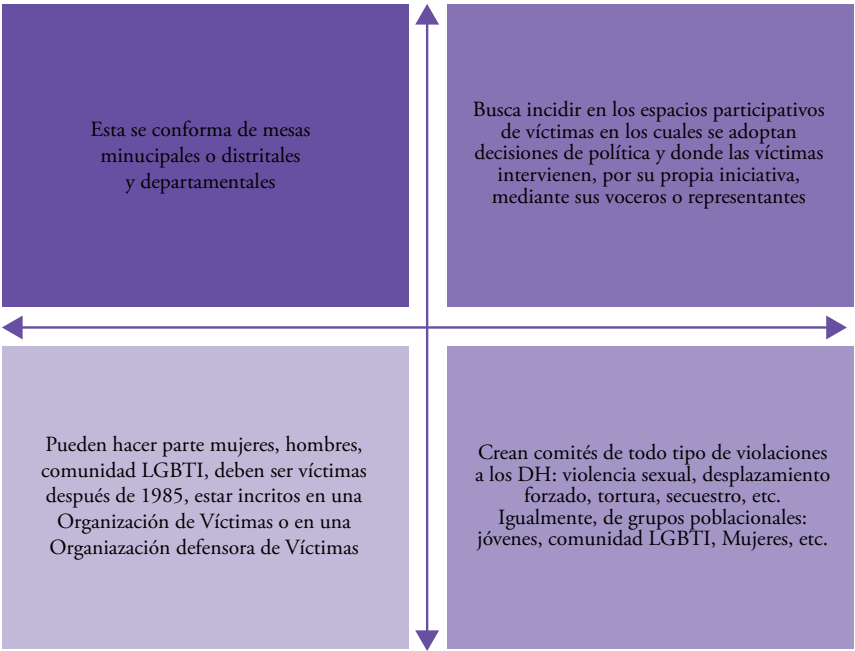 Esta se conforma de mesas
minucipales o distritales
y departamentales
Busca incidir en los espacios participativos
de víctimas en los cuales se adoptan
decisiones de política y donde las víctimas
intervienen, por su propia iniciativa,
mediante sus voceros o representantes
Pueden hacer parte mujeres, hombres,
comunidad LGBTI, deben ser víctimas
después de 1985, estar incritos en una
Organización de Víctimas o en una
Organiazación defensora de Víctimas
Crean comités de todo tipo de violaciones
a los DH: violencia sexual, desplazamiento
forzado, tortura, secuestro, etc.
Igualmente, de grupos poblacionales:
jóvenes, comunidad LGBTI, Mujeres, etc.